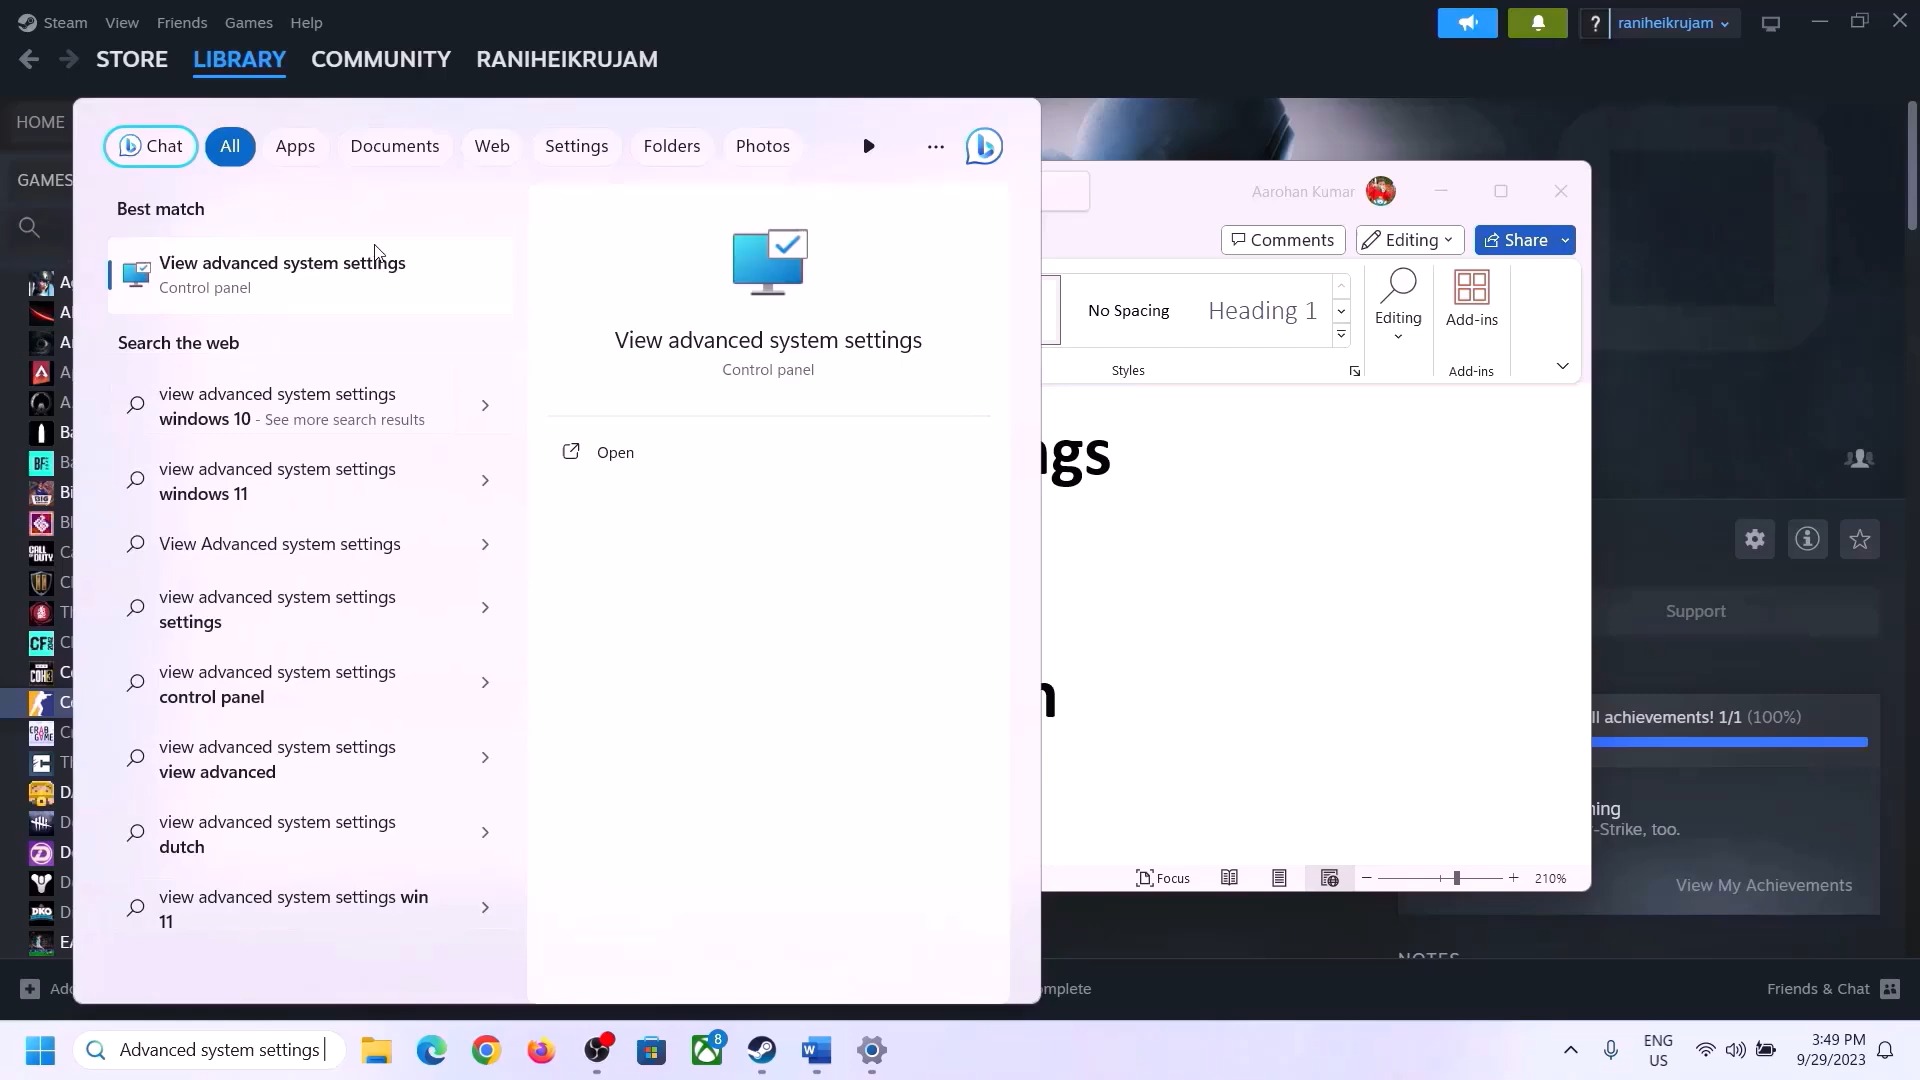 Steam View Friends Games Help
raniheikrujam
STORE LIBRARY COMMUNITY RANIHEIKRUJAM
HOME
GAMES
Chat All Apps Documents Web Settings Folders Photos
Best match
View advanced system settings
Control panel
Search the web
view advanced system settings
windows 10 - See more search results
view advanced system settings
windows 11
View Advanced system settings
view advanced system settings
settings
view advanced system settings
control panel
view advanced system settings
view advanced
view advanced system settings
dutch
view advanced system settings win
11
View advanced system settings
Control panel
Open
Aarohan Kumar
Comments Editing Share
No Spacing Heading 1
Editing
Add-ins
Styles
Add-ins
ngs
n
Focus
210%
Support
ll achievements! 1/1 (100%)
-Strike, too.
View My Achievements
NOTES
Friends & Chat
Advanced system settings
8
ENG
US
3:49 PM
9/29/2023